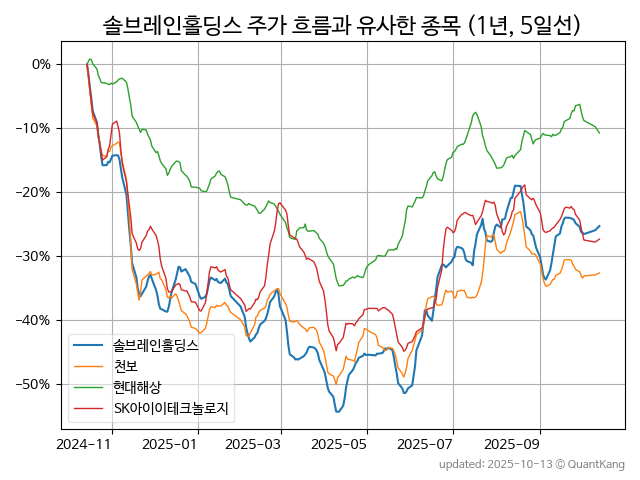 솔브레인홀딩스 주가 흐름과 유사한 종목 (1년, 5일선)
0%
−10%
−20%
−30%
−40%
−50%
솔브레인홀딩스
천보
현대해상
SK아이이테크놀로지
2024-11
2025-01
2025-03
2025-05
2025-07
2025-09
updated: 2025-10-13 © QuantKang